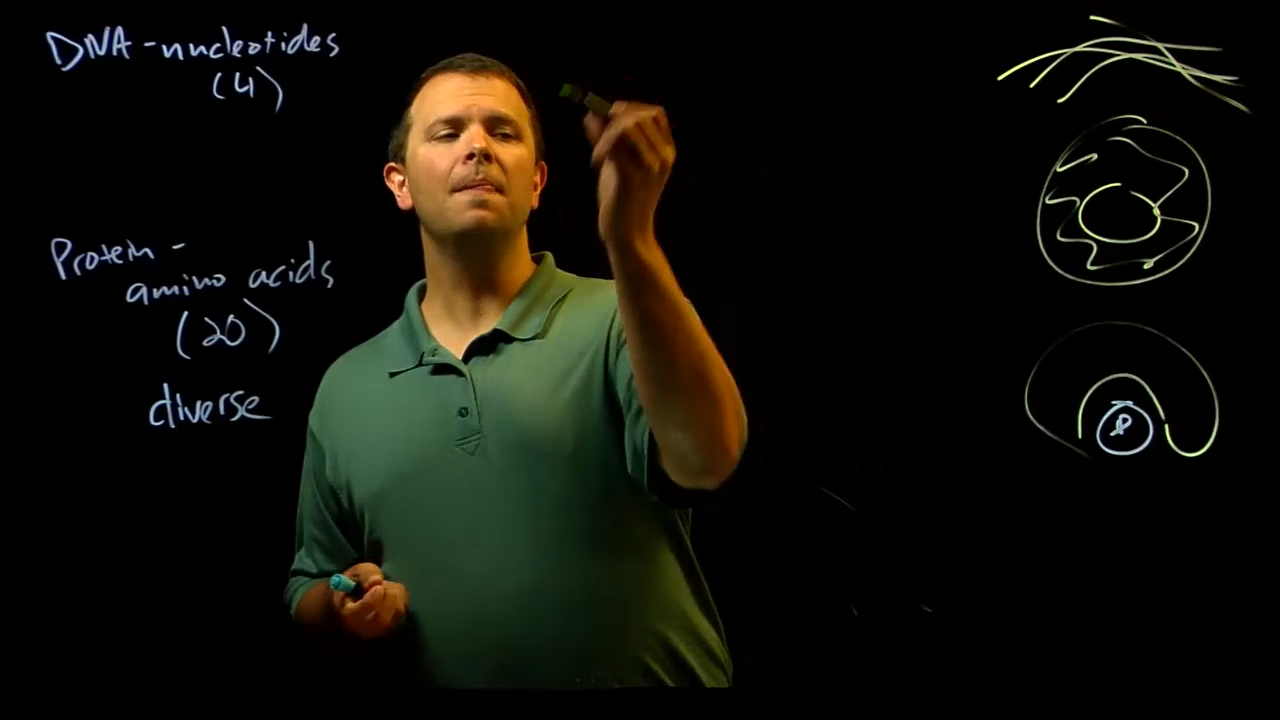 DNA - nucleotides
(4)
Protein -
amino acids
(20)
diverse
P